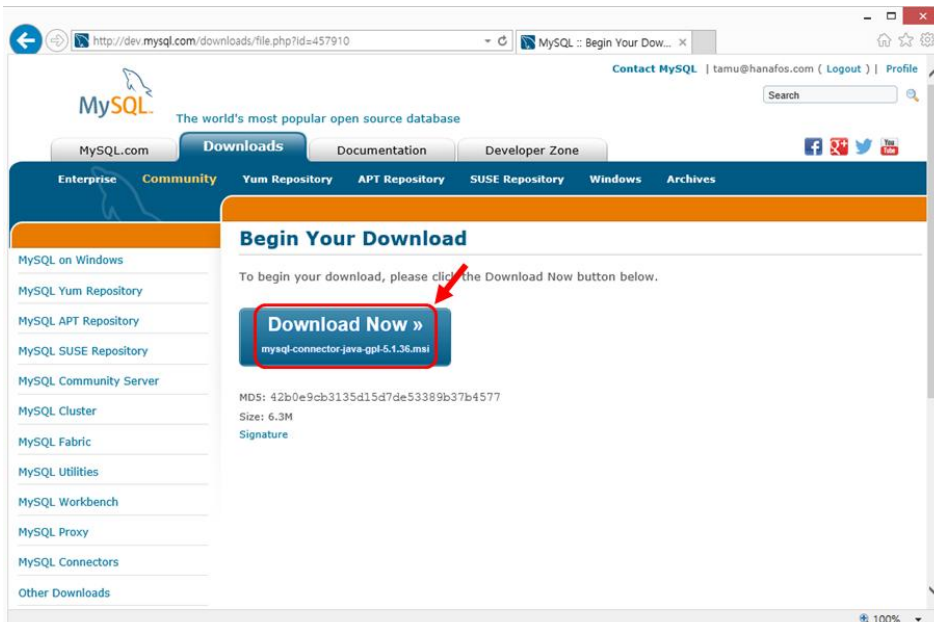 http://dev.mysql.com/downloads/file.php?id=457910
MySQL :: Begin Your Dow...
Contact MySQL | tamu@hanafos.com ( Logout ) | Profile
Search
MySQL
The world's most popular open source database
MySQL.com Downloads Documentation Developer Zone
Enterprise Community Yum Repository APT Repository SUSE Repository Windows Archives
Begin Your Download
To begin your download, please click the Download Now button below.
Download Now »
mysql-connector-java-gpl-5.1.36.msi
MD5: 42b0e9cb3135d15d7de53389b37b4577
Size: 6.3M
Signature
MySQL on Windows
MySQL Yum Repository
MySQL APT Repository
MySQL SUSE Repository
MySQL Community Server
MySQL Cluster
MySQL Fabric
MySQL Utilities
MySQL Workbench
MySQL Proxy
MySQL Connectors
Other Downloads
100%